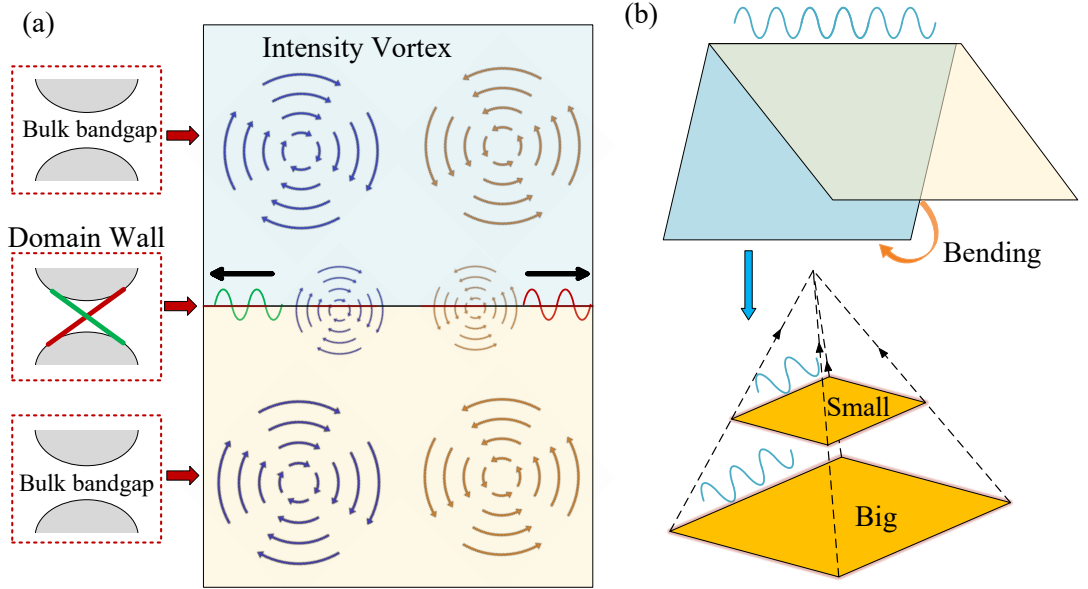 (a)
Bulk bandgap
Domain Wall
Bulk bandgap
Intensity Vortex
(b)
Bending
Small
Big